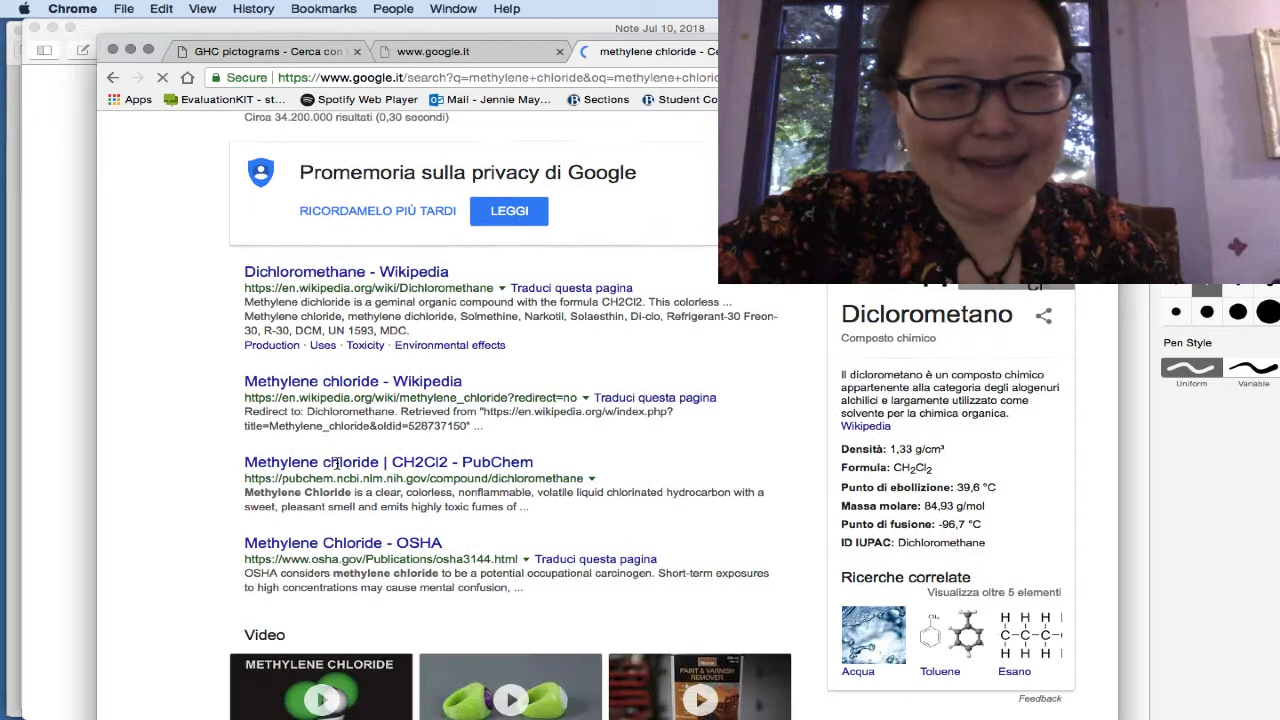 Chrome File Edit View History Bookmarks People Window Help
Note Jul 10, 2018
GHC pictograms - Cerca con
www.google.it
methylene chloride - Ce
Secure
https://www.google.it/search?q=methylene+chloride&oq=methylene+chlorid
Apps
EvaluationKIT - st...
Spotify Web Player
Mail - Jennie May...
Sections
Student Co
Circa 34.200.000 risultati (0,30 secondi)
Promemoria sulla privacy di Google
RICORDAMELO PIÙ TARDI
LEGGI
Dichloromethane - Wikipedia
https://en.wikipedia.org/wiki/Dichloromethane ▼ Traduci questa pagina
Methylene dichloride is a geminal organic compound with the formula CH2Cl2. This colorless ...
Methylene chloride, methylene dichloride, Solmethine, Narkotil, Solaesthin, Di-clo, Refrigerant-30 Freon-
30, R-30, DCM, UN 1593, MDC.
Production · Uses · Toxicity · Environmental effects
Methylene chloride - Wikipedia
https://en.wikipedia.org/wiki/methylene_chloride?redirect=no ▼ Traduci questa pagina
Redirect to: Dichloromethane. Retrieved from "https://en.wikipedia.org/w/index.php?
title=Methylene_chloride&oldid=528737150" ...
Methylene chloride | CH2Cl2 - PubChem
https://pubchem.ncbi.nlm.nih.gov/compound/dichloromethane ▼
Methylene Chloride is a clear, colorless, nonflammable, volatile liquid chlorinated hydrocarbon with a
sweet, pleasant smell and emits highly toxic fumes of ...
Methylene Chloride - OSHA
https://www.osha.gov/Publications/osha3144.html ▼ Traduci questa pagina
OSHA considers methylene chloride to be a potential occupational carcinogen. Short-term exposures
to high concentrations may cause mental confusion, ...
Video
METHYLENE CHLORIDE
PAINT & VARNISH
REMOVER
Cl
Diclorometano
Composto chimico
Il diclorometano è un composto chimico
appartenente alla categoria degli alogenuri
alchilici e largamente utilizzato come
solvente per la chimica organica.
Wikipedia
Densità: 1,33 g/cm³
Formula: CH₂Cl₂
Punto di ebollizione: 39,6 °C
Massa molare: 84,93 g/mol
Punto di fusione: -96,7 °C
ID IUPAC: Dichloromethane
Ricerche correlate
Visualizza oltre 5 elementi
CH₃
H H H
C-C-C-
H H H
Acqua
Toluene
Esano
Feedback
Pen Style
Uniform
Variable